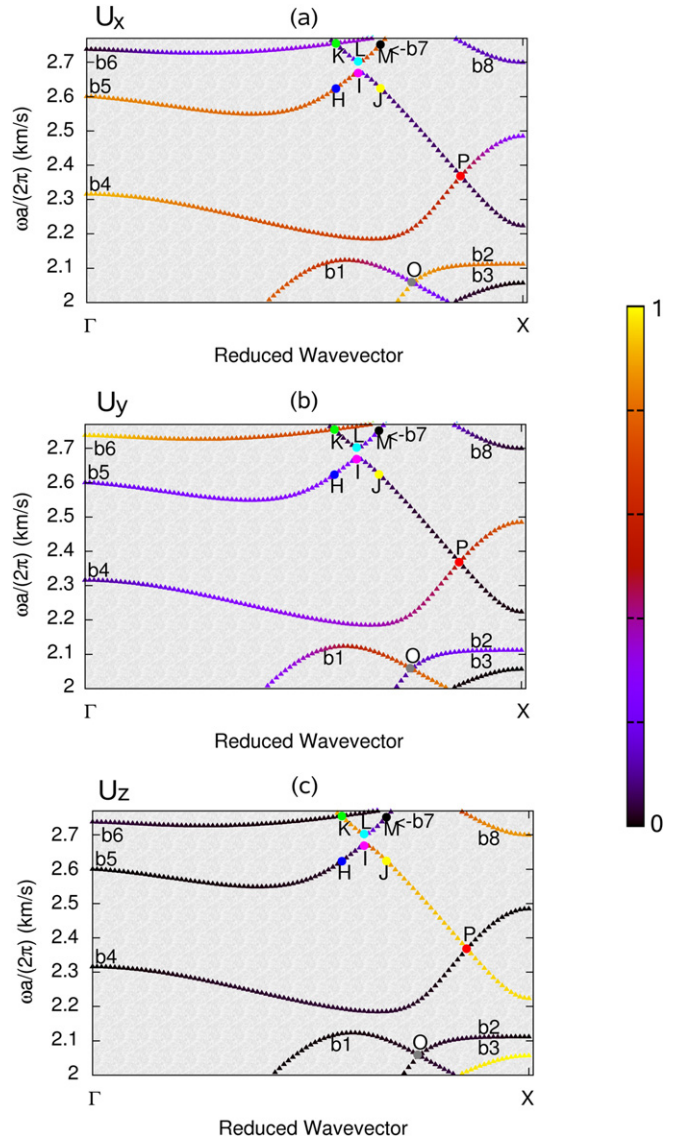 Ux (a)
K L M <-b7 b8
b6
2.7
b5 H I J
2.6
2.5
b4 P
2.4
2.3
2.2
b1 O b2
2.1 b3
2
ωa/(2π) (km/s)
Γ X
Reduced Wavevector
Uy (b)
K L M <-b7 b8
b6
2.7
b5 H I J
2.6
2.5
b4 P
2.4
2.3
2.2
b1 O b2
2.1 b3
2
ωa/(2π) (km/s)
Γ X
Reduced Wavevector
Uz (c)
K L M <-b7 b8
b6
2.7
b5 H I J
2.6
2.5
b4 P
2.4
2.3
2.2
b1 O b2
2.1 b3
2
ωa/(2π) (km/s)
Γ X
Reduced Wavevector
1
0